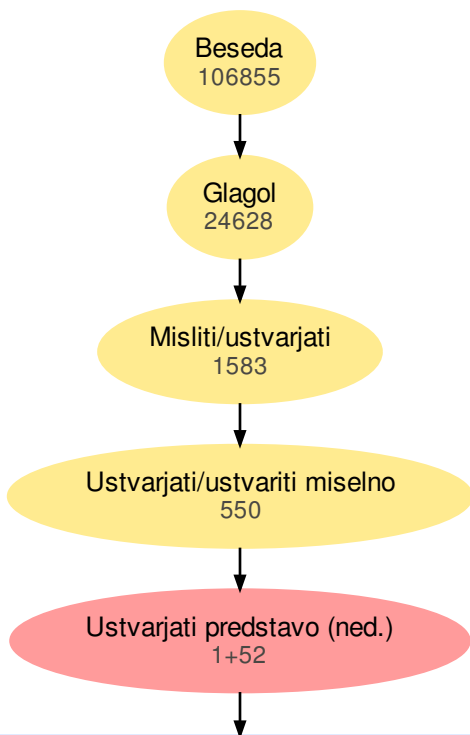 Beseda
106855
Glagol
24628
Misliti/ustvarjati
1583
Ustvarjati/ustvariti miselno
550
Ustvarjati predstavo (ned.)
1+52